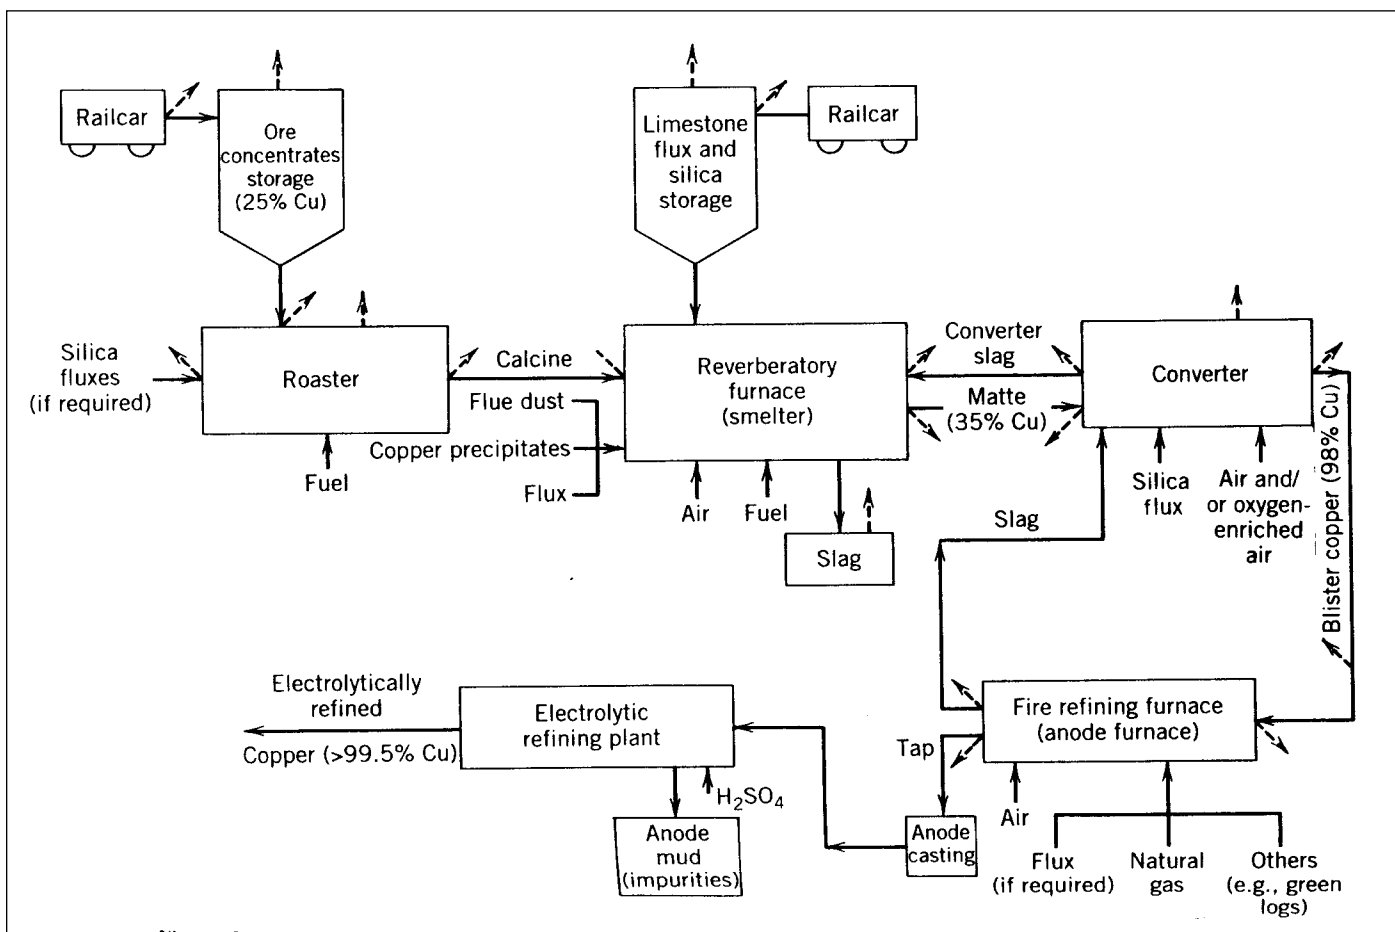 Railcar
Ore
concentrates
storage
(25% Cu)
Limestone
flux and
silica
storage
Railcar
Silica
fluxes
(if required)
Roaster
Fuel
Calcine
Flue dust
Copper precipitates
Flux
Reverberatory
furnace
(smelter)
Air
Fuel
Slag
Converter
slag
Matte
(35% Cu)
Converter
Silica
flux
Air and/
or oxygen-
enriched
air
Blister copper (98% Cu)
Slag
Electrolytically
refined
Copper (>99.5% Cu)
Electrolytic
refining plant
H₂SO₄
Anode
mud
(impurities)
Tap
Anode
casting
Fire refining furnace
(anode furnace)
Air
Flux
(if required)
Natural
gas
Others
(e.g., green
logs)